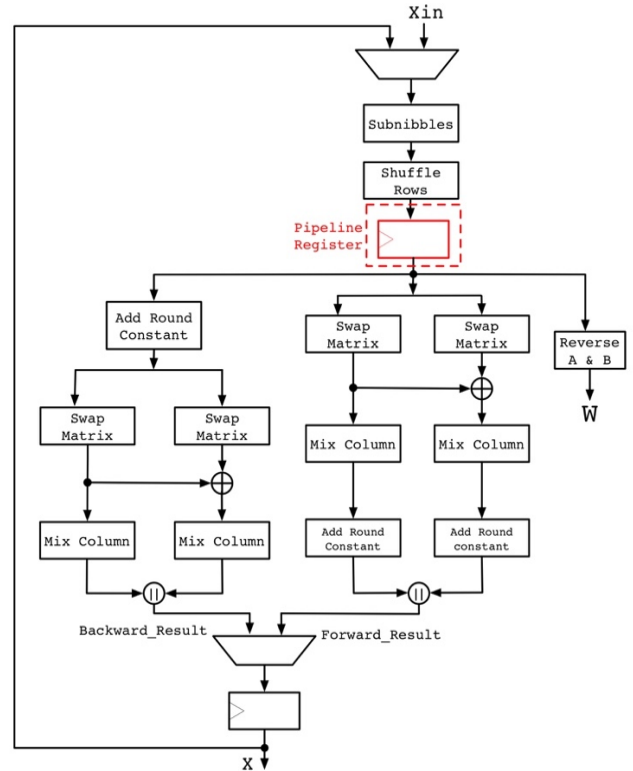 Xin
Subnibbles
Shuffle
Rows
Pipeline
Register
Add Round
Constant
Swap
Matrix
Swap
Matrix
Reverse
A & B
W
Swap
Matrix
Swap
Matrix
Mix Column
Mix Column
Mix Column
Mix Column
Add Round
Constant
Add Round
constant
||
||
Backward_Result
Forward_Result
X